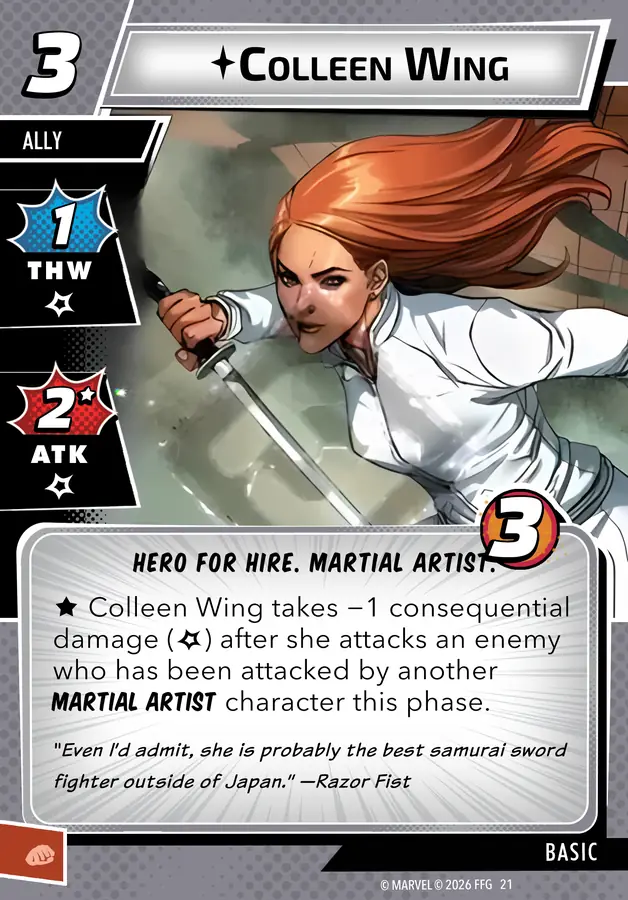 3
✦COLLEEN WING
ALLY
1
THW
2★
ATK
3
HERO FOR HIRE. MARTIAL ARTIST.
★ Colleen Wing takes −1 consequential
damage (✧) after she attacks an enemy
who has been attacked by another
MARTIAL ARTIST character this phase.
"Even I'd admit, she is probably the best samurai sword
fighter outside of Japan." —Razor Fist
BASIC
© MARVEL © 2026 FFG 21